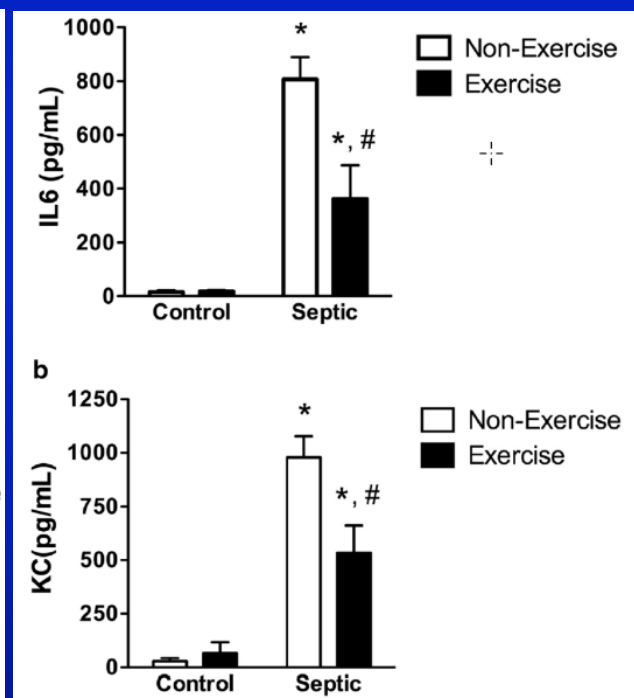 1000
800
600
400
200
0
IL6 (pg/mL)
*
*, #
Control Septic
Non-Exercise
Exercise
b
1250
1000
750
500
250
0
KC(pg/mL)
*
*, #
Control Septic
Non-Exercise
Exercise